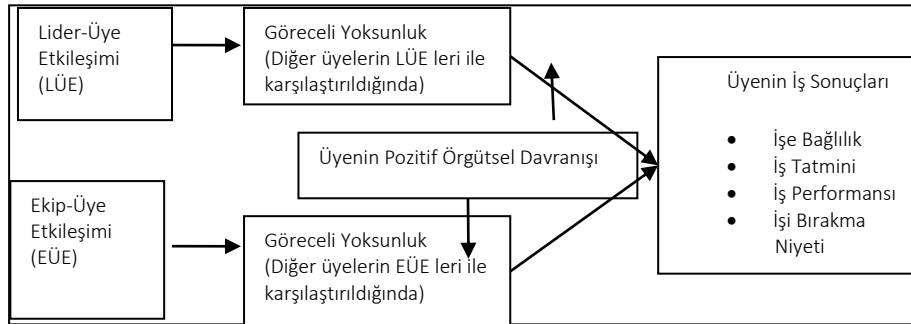 Lider-Üye
Etkileşimi
(LÜE)
Göreceli Yoksunluk
(Diğer üyelerin LÜE leri ile
karşılaştırıldığında)
Üyenin Pozitif Örgütsel Davranışı
Ekip-Üye
Etkileşimi
(EÜE)
Göreceli Yoksunluk
(Diğer üyelerin EÜE leri ile
karşılaştırıldığında)
Üyenin İş Sonuçları
• İşe Bağlılık
• İş Tatmini
• İş Performansı
• İşi Bırakma
Niyeti